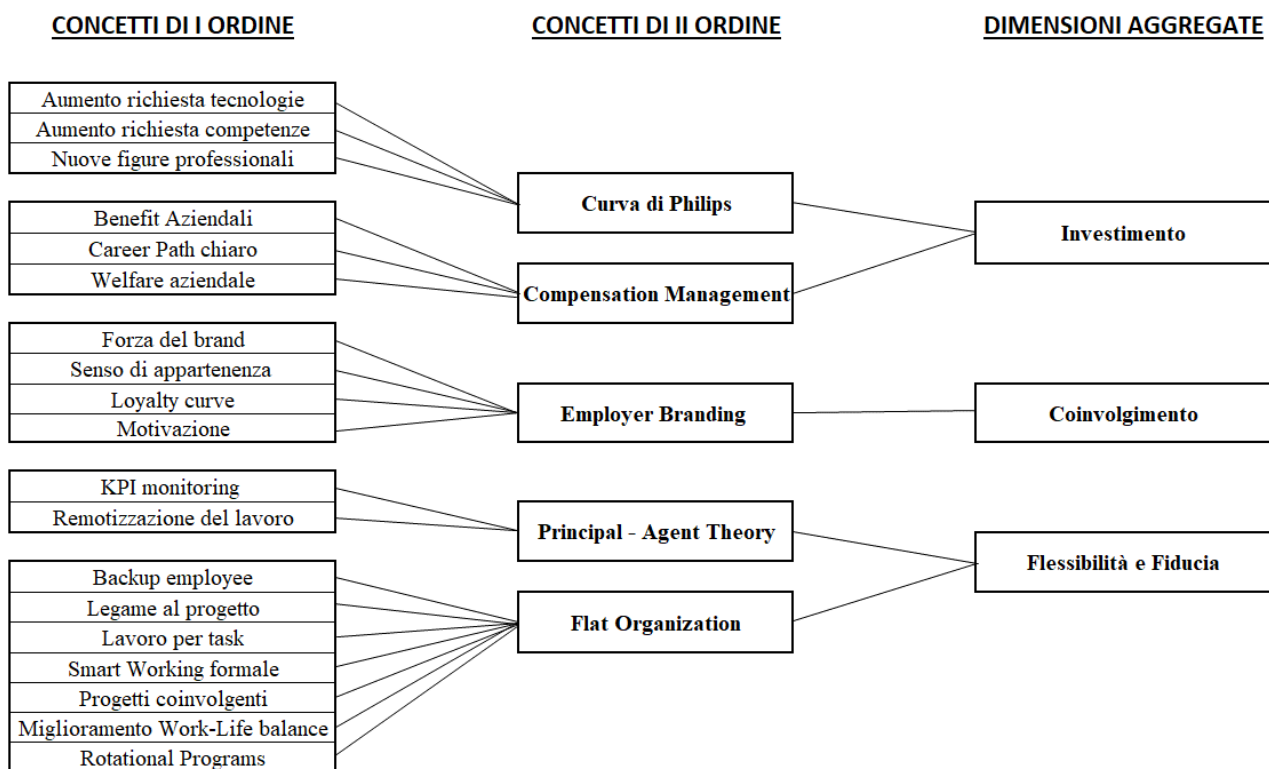 CONCETTI DI I ORDINE
CONCETTI DI II ORDINE
DIMENSIONI AGGREGATE
Aumento richiesta tecnologie
Aumento richiesta competenze
Nuove figure professionali
Benefit Aziendali
Career Path chiaro
Welfare aziendale
Forza del brand
Senso di appartenenza
Loyalty curve
Motivazione
KPI monitoring
Remotizzazione del lavoro
Backup employee
Legame al progetto
Lavoro per task
Smart Working formale
Progetti coinvolgenti
Miglioramento Work-Life balance
Rotational Programs
Curva di Philips
Compensation Management
Employer Branding
Principal - Agent Theory
Flat Organization
Investimento
Coinvolgimento
Flessibilità e Fiducia